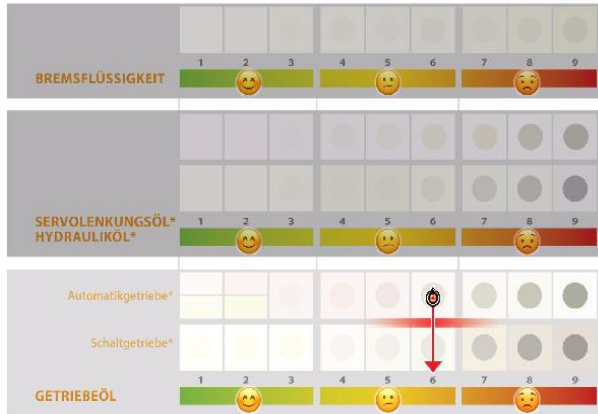 1 2 3 4 5 6 7 8 9
BREMSFLÜSSIGKEIT
SERVOLENKUNGSÖL*
HYDRAULIKÖL*
1 2 3 4 5 6 7 8 9
Automatikgetriebe*
Schaltgetriebe*
1 2 3 4 5 6 7 8 9
GETRIEBEÖL